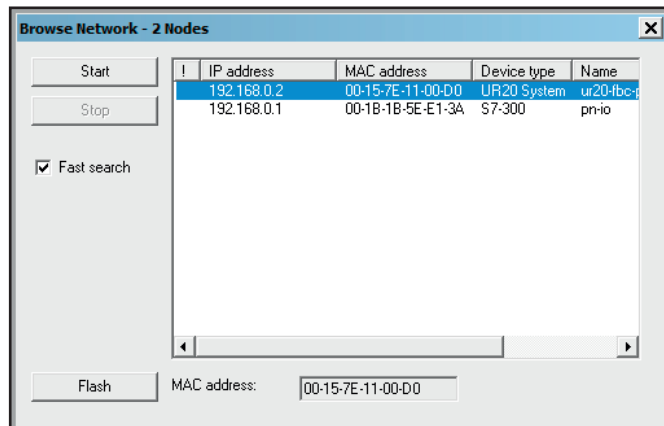 Browse Network - 2 Nodes
Start
! IP address MAC address Device type Name
192.168.0.2 00-15-7E-11-00-D0 UR20 System ur20-fbc-p
Stop
192.168.0.1 00-1B-1B-5E-E1-3A S7-300 pn-io
Fast search
Flash MAC address: 00-15-7E-11-00-D0